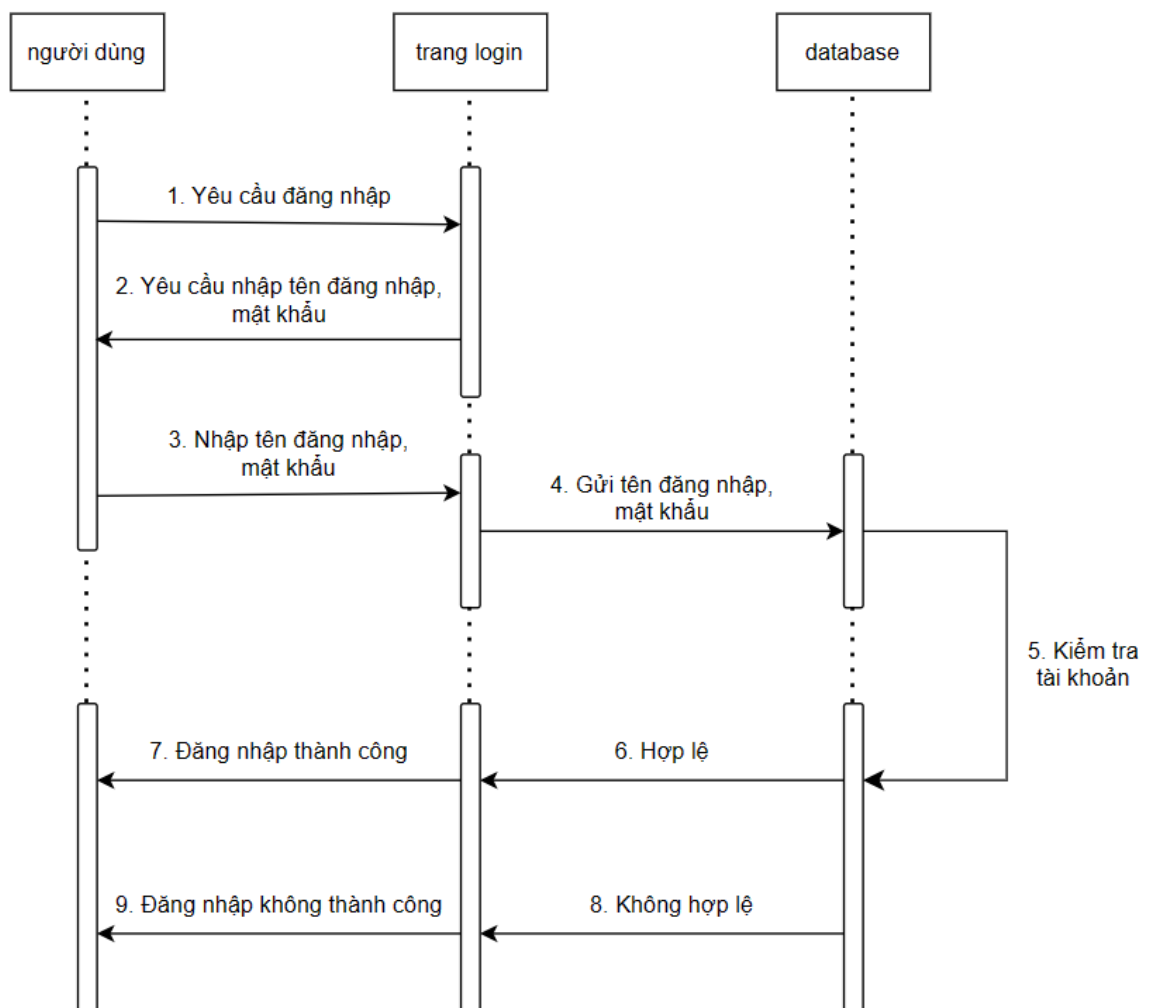 người dùng
trang login
database
1. Yêu cầu đăng nhập
2. Yêu cầu nhập tên đăng nhập,
mật khẩu
3. Nhập tên đăng nhập,
mật khẩu
4. Gửi tên đăng nhập,
mật khẩu
5. Kiểm tra
tài khoản
7. Đăng nhập thành công
6. Hợp lệ
9. Đăng nhập không thành công
8. Không hợp lệ